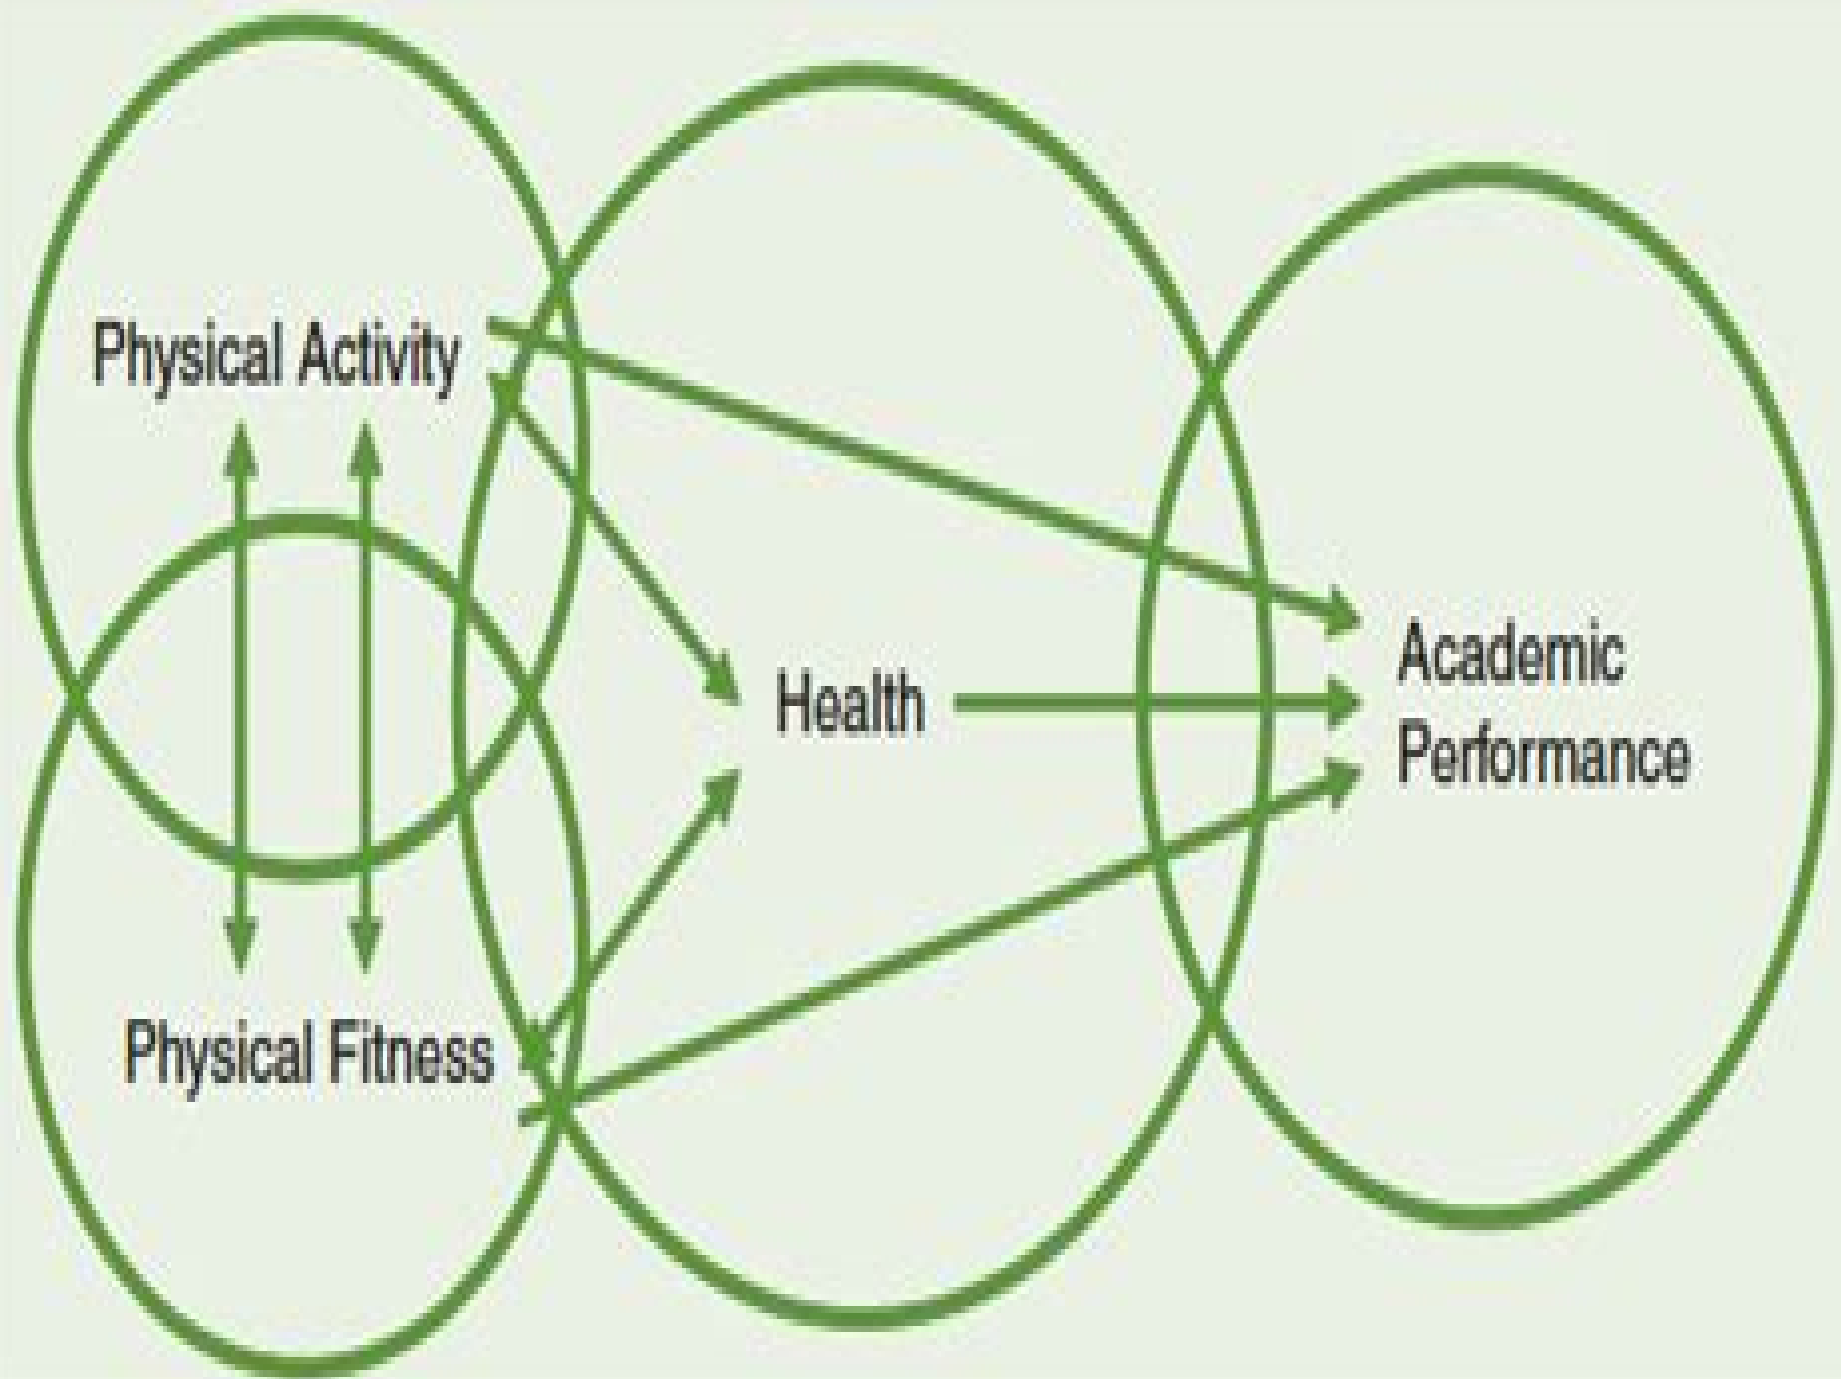 Physical Activity
Health
Academic
Performance
Physical Fitness